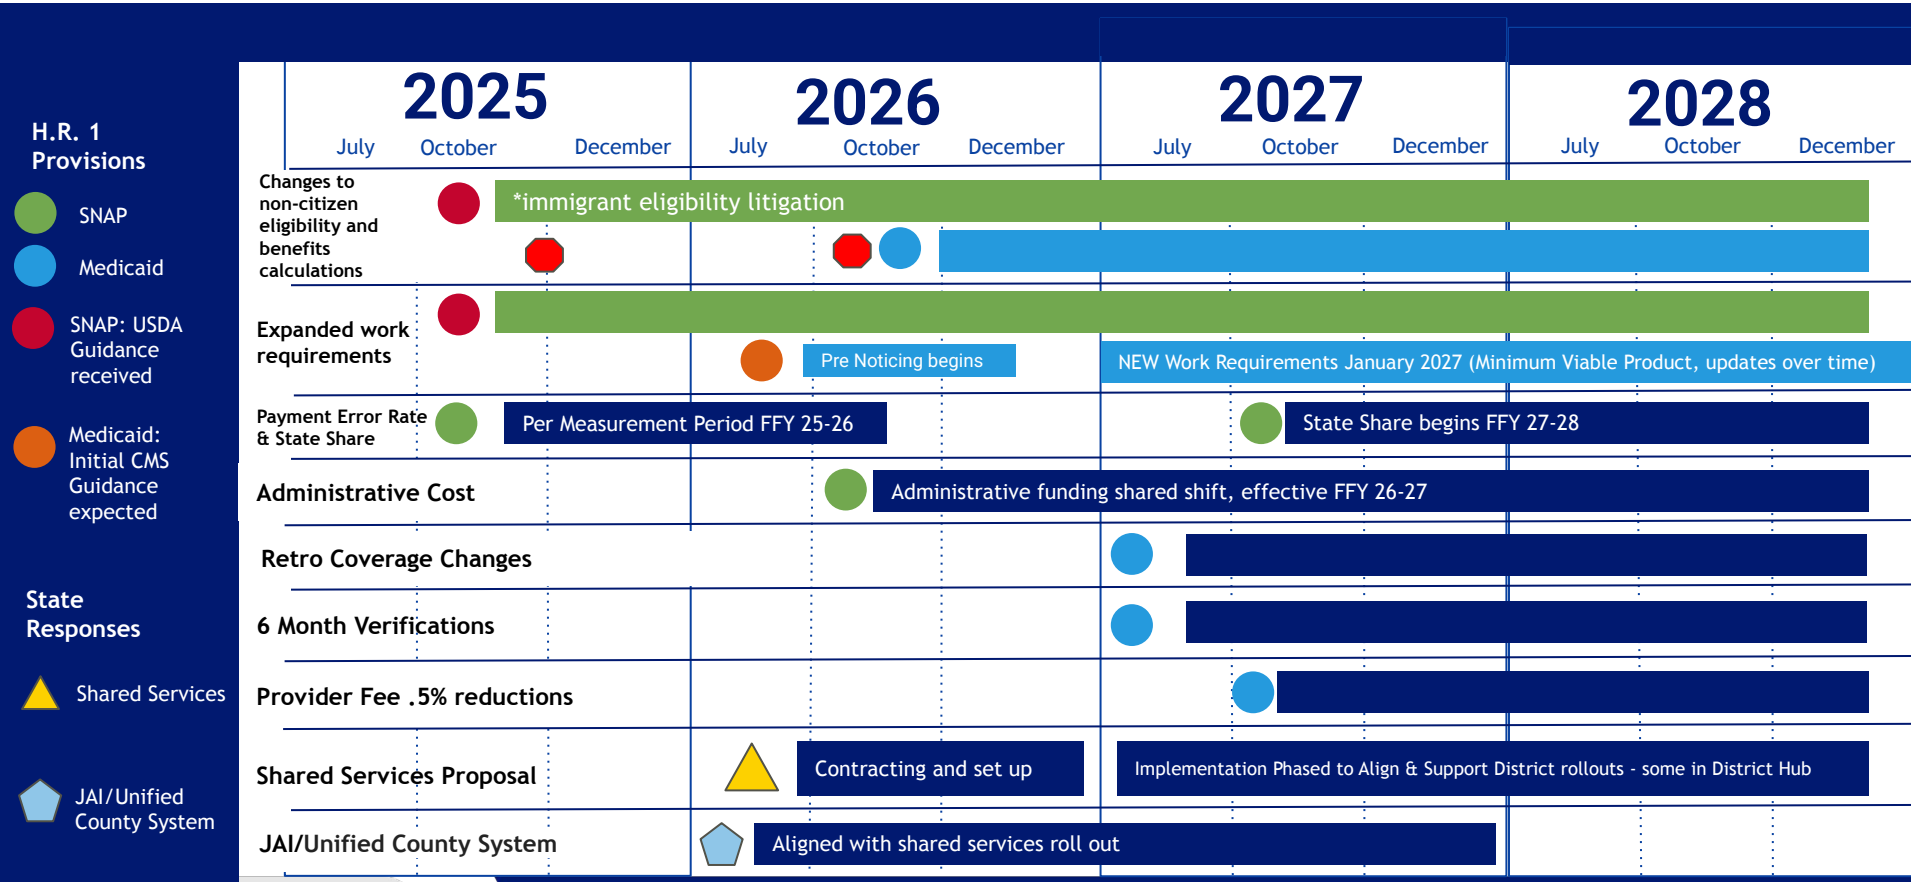 2025
2026
2027
2028
July October December
July October December
July October December
July October December
H.R. 1
Provisions
SNAP
Medicaid
SNAP: USDA
Guidance
received
Medicaid:
Initial CMS
Guidance
expected
State
Responses
Shared Services
JAI/Unified
County System
Changes to
non-citizen
eligibility and
benefits
calculations
*immigrant eligibility litigation
Expanded work
requirements
Pre Noticing begins
NEW Work Requirements January 2027 (Minimum Viable Product, updates over time)
Payment Error Rate
& State Share
Per Measurement Period FFY 25-26
State Share begins FFY 27-28
Administrative Cost
Administrative funding shared shift, effective FFY 26-27
Retro Coverage Changes
6 Month Verifications
Provider Fee .5% reductions
Shared Services Proposal
Contracting and set up
Implementation Phased to Align & Support District rollouts - some in District Hub
JAI/Unified County System
Aligned with shared services roll out